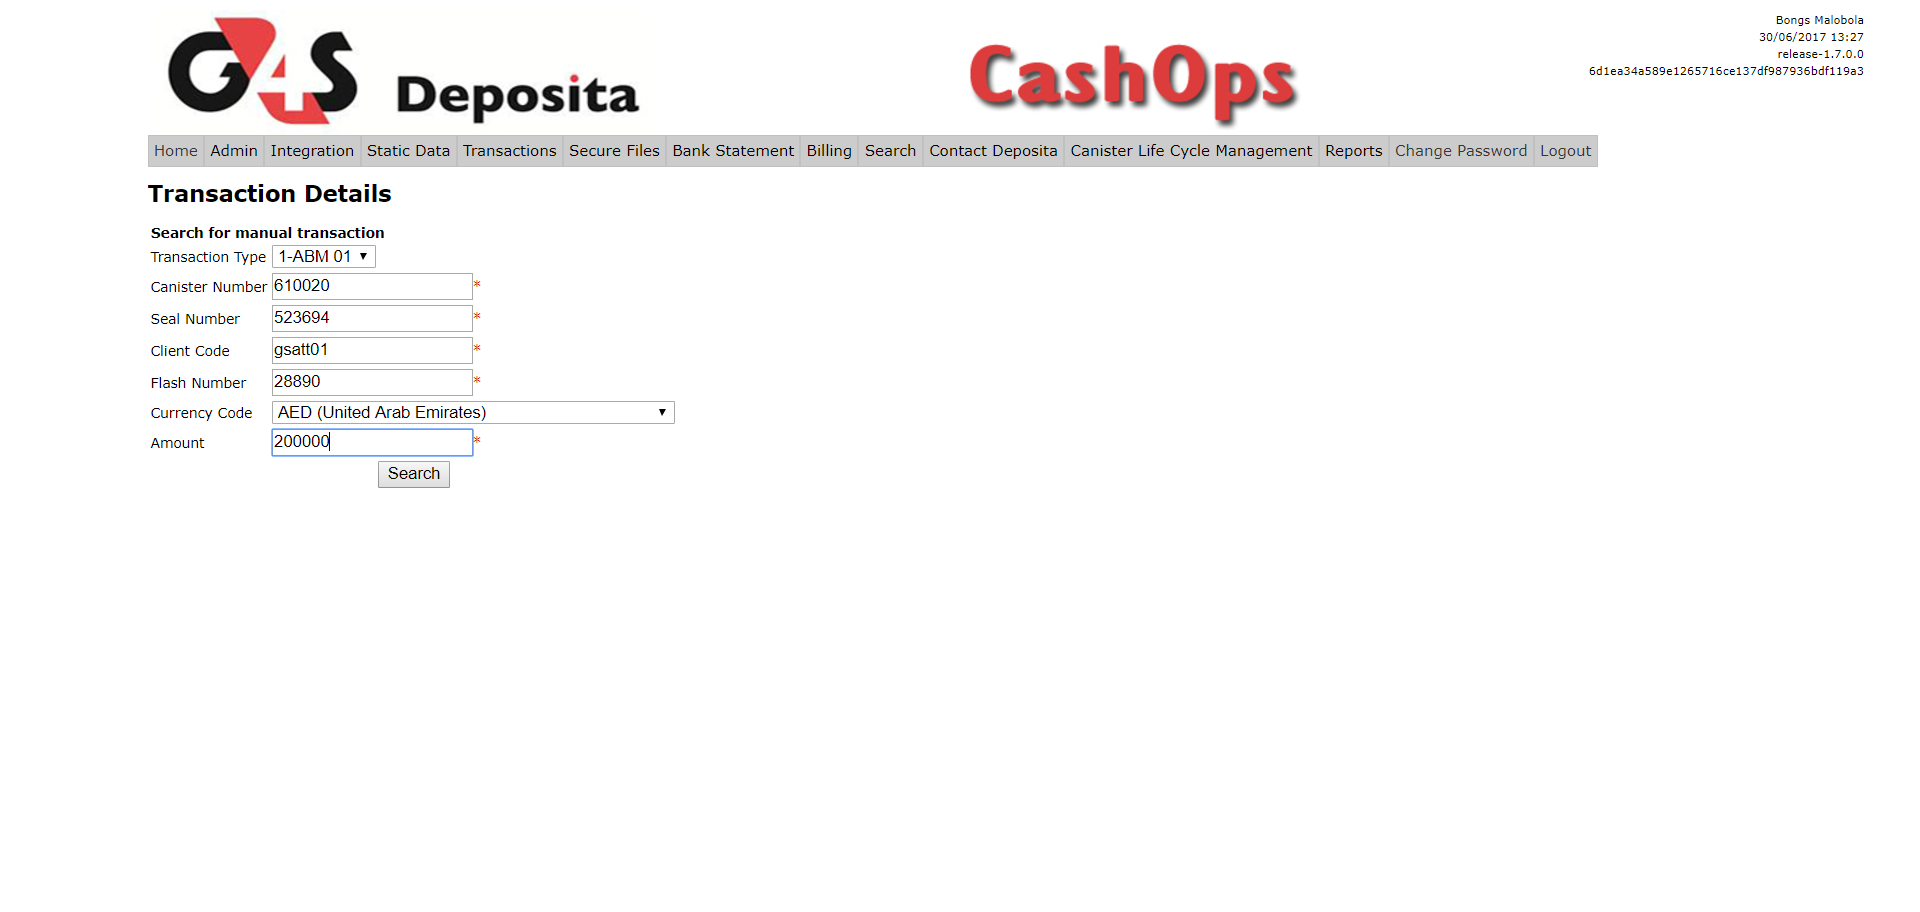 G4S Deposita
CashOps
Bongs Malobola
30/06/2017 13:27
release-1.7.0.0
6d1ea34a589e1265716ce137df987936bdf119a3
Home Admin Integration Static Data Transactions Secure Files Bank Statement Billing Search Contact Deposita Canister Life Cycle Management Reports Change Password Logout
Transaction Details
Search for manual transaction
Transaction Type 1-ABM 01 ▼
Canister Number 610020 *
Seal Number 523694 *
Client Code gsatt01 *
Flash Number 28890 *
Currency Code AED (United Arab Emirates) ▼
Amount 200000 *
Search